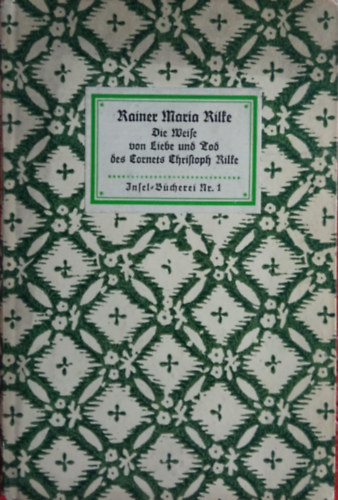 Rainer Maria Rilke
Die Weise
von Liebe und Tod
des Cornets Christoph Rilke
Insel-Bücherei Nr. 1